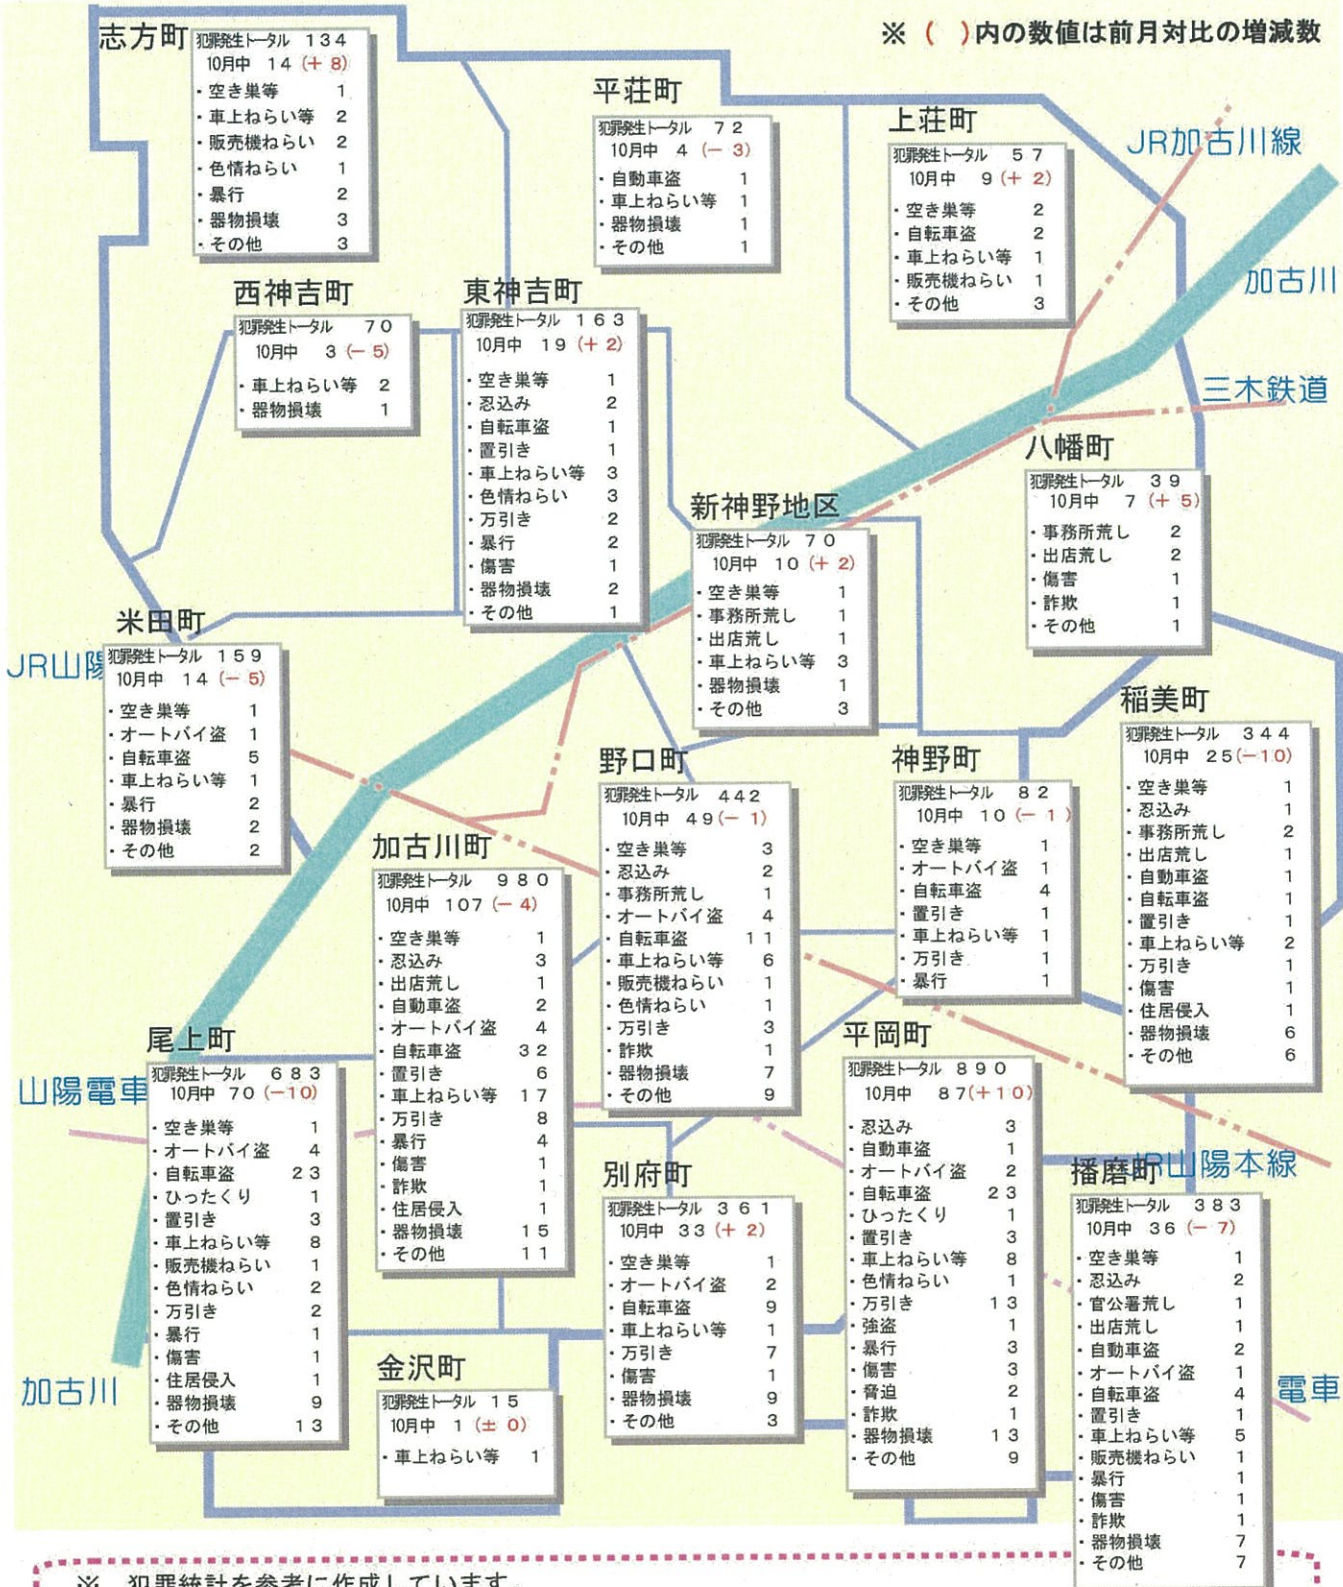 ※ ( )内の数値は前月対比の増減数
志方町
犯罪発生トータル 134
10月中 14 (+ 8)
・空き巣等 1
・車上ねらい等 2
・販売機ねらい 2
・色情ねらい 1
・暴行 2
・器物損壊 3
・その他 3
平荘町
犯罪発生トータル 72
10月中 4 (- 3)
・自動車盗 1
・車上ねらい等 1
・器物損壊 1
・その他 1
上荘町
犯罪発生トータル 57
10月中 9 (+ 2)
・空き巣等 2
・自転車盗 2
・車上ねらい等 1
・販売機ねらい 1
・その他 3
JR加古川線
加古川
三木鉄道
西神吉町
犯罪発生トータル 70
10月中 3 (- 5)
・車上ねらい等 2
・器物損壊 1
東神吉町
犯罪発生トータル 163
10月中 19 (+ 2)
・空き巣等 1
・忍込み 2
・自転車盗 1
・置引き 1
・車上ねらい等 3
・色情ねらい 3
・万引き 2
・暴行 2
・傷害 1
・器物損壊 2
・その他 1
八幡町
犯罪発生トータル 39
10月中 7 (+ 5)
・事務所荒し 2
・出店荒し 2
・傷害 1
・詐欺 1
・その他 1
新神野地区
犯罪発生トータル 70
10月中 10 (+ 2)
・空き巣等 1
・事務所荒し 1
・出店荒し 1
・車上ねらい等 3
・器物損壊 1
・その他 3
米田町
JR山陽
犯罪発生トータル 159
10月中 14 (- 5)
・空き巣等 1
・オートバイ盗 1
・自転車盗 5
・車上ねらい等 1
・暴行 2
・器物損壊 2
・その他 2
野口町
犯罪発生トータル 442
10月中 49(- 1)
・空き巣等 3
・忍込み 2
・事務所荒し 1
・オートバイ盗 4
・自転車盗 11
・車上ねらい等 6
・販売機ねらい 1
・色情ねらい 1
・万引き 3
・詐欺 1
・器物損壊 7
・その他 9
神野町
犯罪発生トータル 82
10月中 10 (- 1)
・空き巣等 1
・オートバイ盗 1
・自転車盗 4
・置引き 1
・車上ねらい等 1
・万引き 1
・暴行 1
稲美町
犯罪発生トータル 344
10月中 25(-10)
・空き巣等 1
・忍込み 1
・事務所荒し 2
・出店荒し 1
・自動車盗 1
・自転車盗 1
・置引き 1
・車上ねらい等 2
・万引き 1
・傷害 1
・住居侵入 1
・器物損壊 6
・その他 6
加古川町
犯罪発生トータル 980
10月中 107 (- 4)
・空き巣等 1
・忍込み 3
・出店荒し 1
・自動車盗 2
・オートバイ盗 4
・自転車盗 32
・置引き 6
・車上ねらい等 17
・万引き 8
・暴行 4
・傷害 1
・詐欺 1
・住居侵入 1
・器物損壊 15
・その他 11
尾上町
山陽電車
犯罪発生トータル 683
10月中 70 (-10)
・空き巣等 1
・オートバイ盗 4
・自転車盗 23
・ひったくり 1
・置引き 3
・車上ねらい等 8
・販売機ねらい 1
・色情ねらい 2
・万引き 2
・暴行 1
・傷害 1
・住居侵入 1
・器物損壊 9
・その他 13
加古川
平岡町
犯罪発生トータル 890
10月中 87(+10)
・忍込み 3
・自動車盗 1
・オートバイ盗 2
・自転車盗 23
・ひったくり 1
・置引き 3
・車上ねらい等 8
・色情ねらい 1
・万引き 13
・強盗 1
・暴行 3
・傷害 3
・脅迫 2
・詐欺 1
・器物損壊 13
・その他 9
別府町
犯罪発生トータル 361
10月中 33 (+ 2)
・空き巣等 1
・オートバイ盗 2
・自転車盗 9
・車上ねらい等 1
・万引き 7
・傷害 1
・器物損壊 9
・その他 3
JR山陽本線
播磨町
犯罪発生トータル 383
10月中 36 (- 7)
・空き巣等 1
・忍込み 2
・官公署荒し 1
・出店荒し 1
・自動車盗 2
・オートバイ盗 1
・自転車盗 4
・置引き 1
・車上ねらい等 5
・販売機ねらい 1
・暴行 1
・傷害 1
・詐欺 1
・器物損壊 7
・その他 7
電車
金沢町
犯罪発生トータル 15
10月中 1 (± 0)
・車上ねらい等 1
※ 犯罪統計を参考に作成しています。